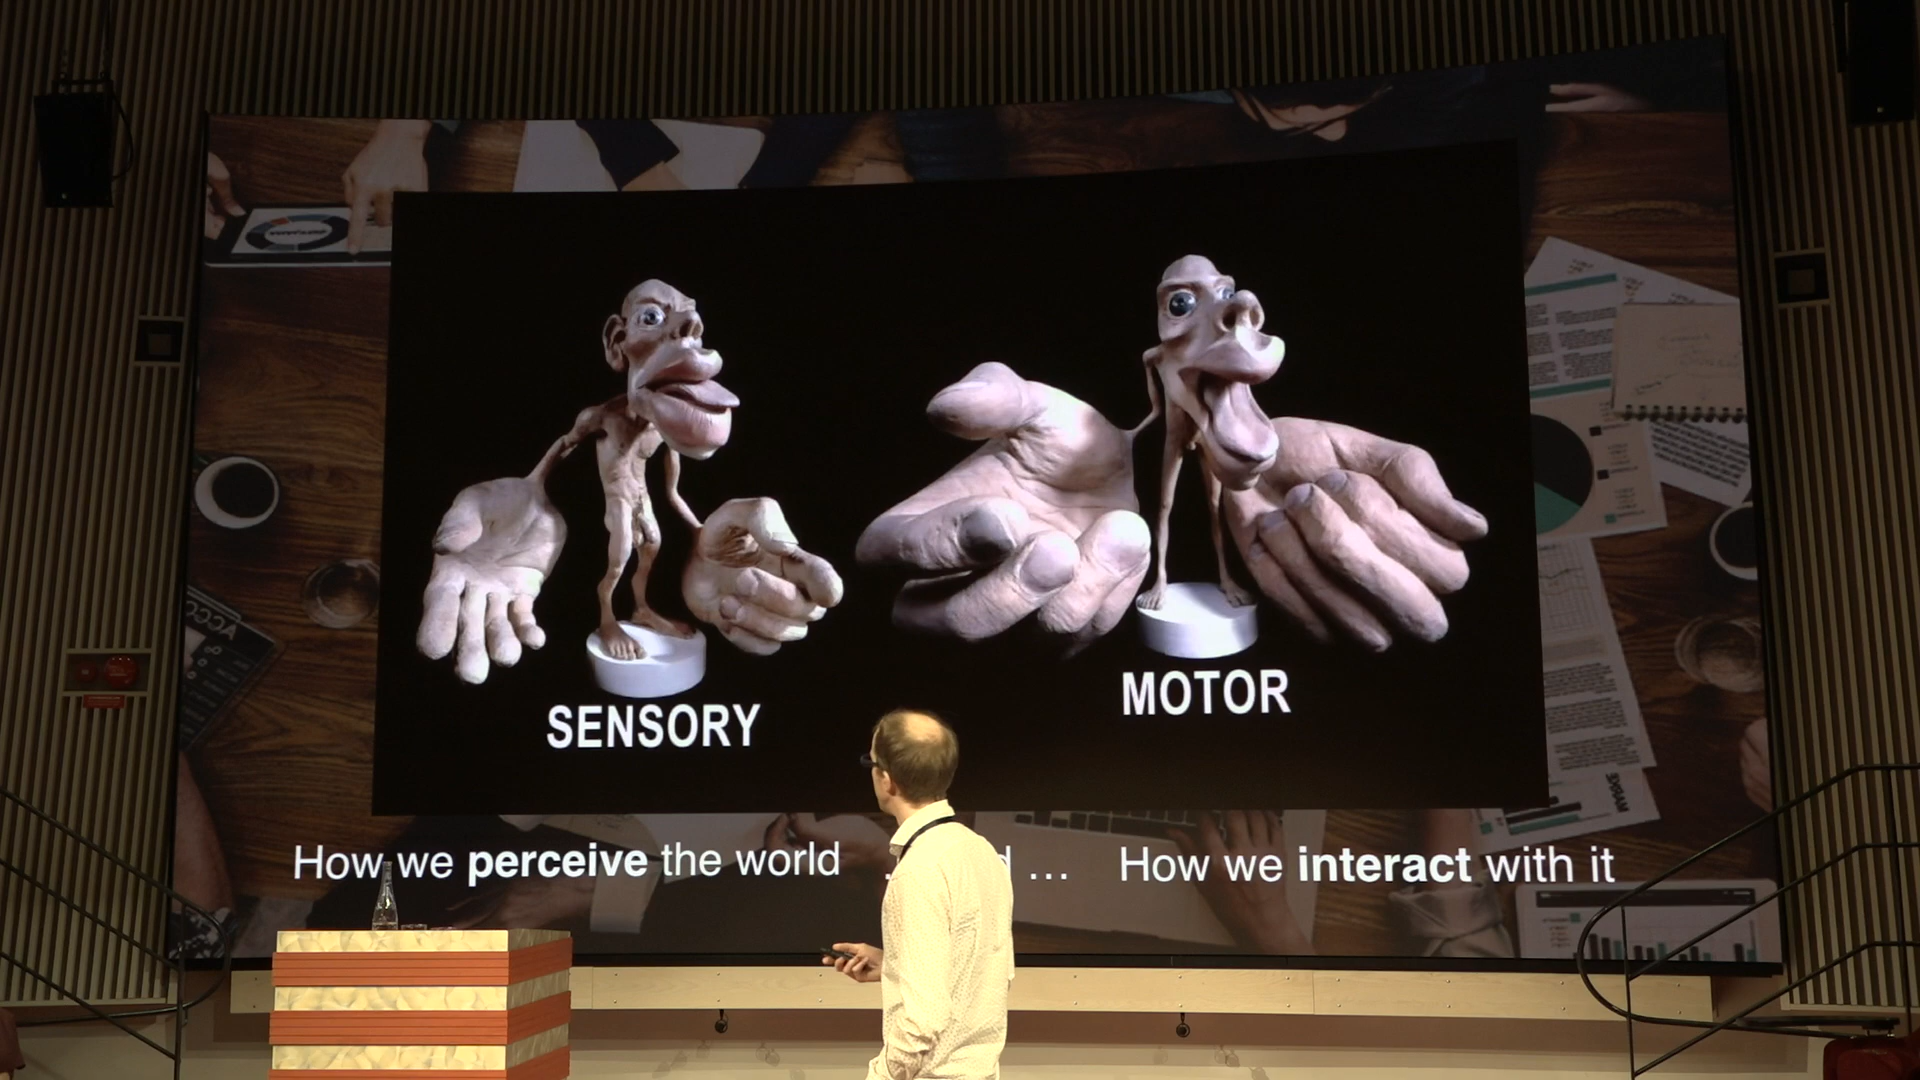 SENSORY
MOTOR
How we perceive the world
... How we interact with it